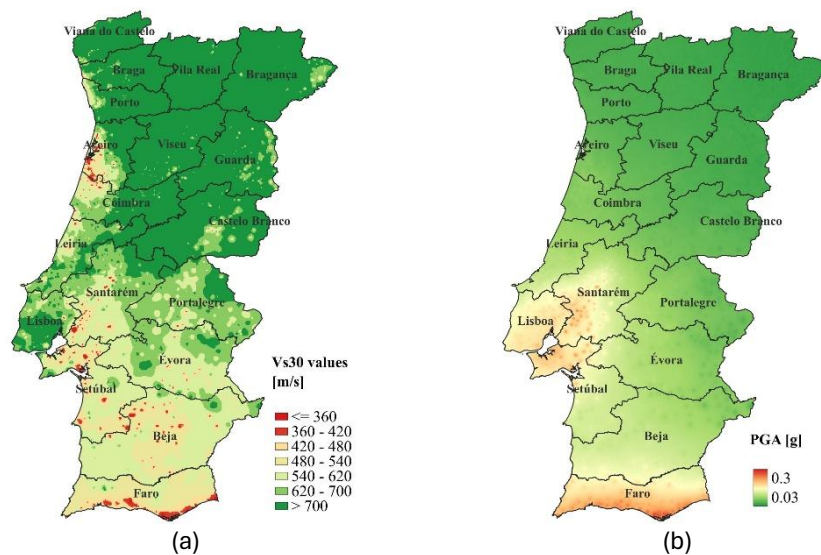 Viana do Castelo
Braga
Vila Real
Bragança
Porto
Aveiro
Viseu
Guarda
Coimbra
Castelo Branco
Leiria
Santarém
Portalegre
Lisboa
Évora
Setúbal
Beja
Faro
Vs30 values
[m/s]
<= 360
360 - 420
420 - 480
480 - 540
540 - 620
620 - 700
> 700
(a)
Viana do Castelo
Braga
Vila Real
Bragança
Porto
Aveiro
Viseu
Guarda
Coimbra
Castelo Branco
Leiria
Santarém
Portalegre
Lisboa
Évora
Setúbal
Beja
Faro
PGA [g]
0.3
0.03
(b)